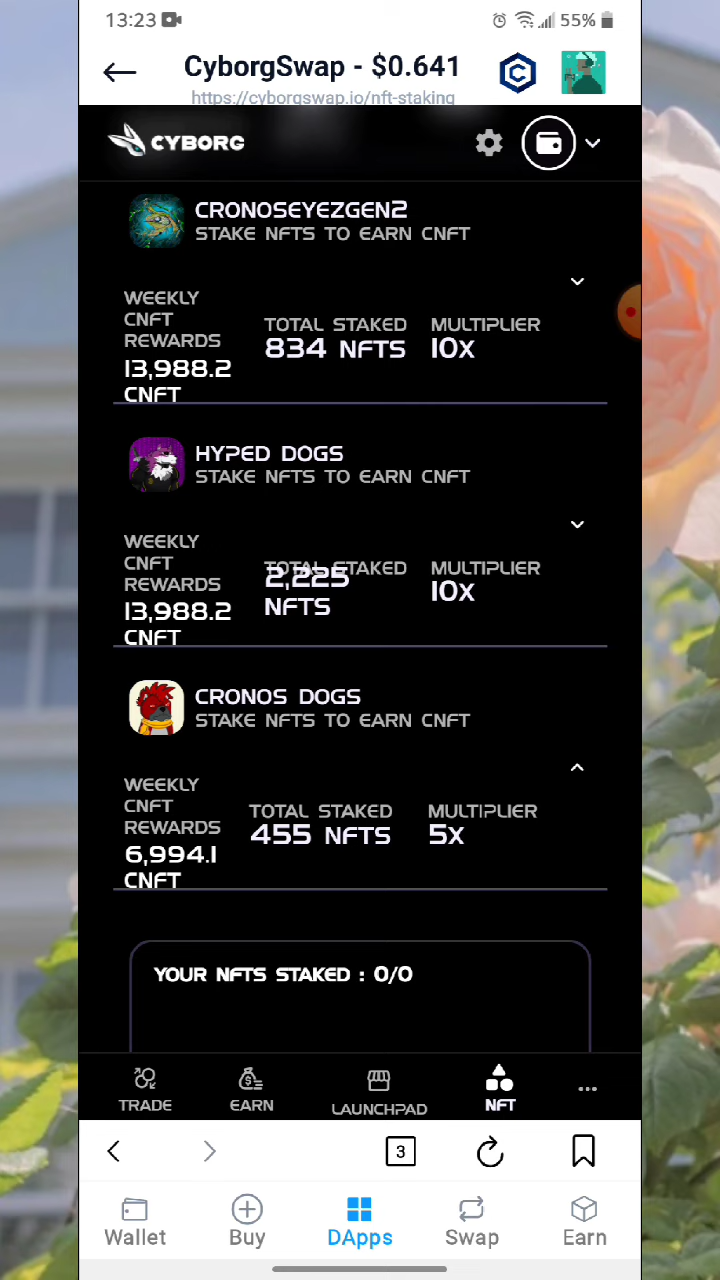 13:23
55%
CyborgSwap - $0.641
https://cyborgswap.io/nft-staking
CYBORG
CRONOSEYEZGEN2
STAKE NFTS TO EARN CNFT
WEEKLY
CNFT
REWARDS
13,988.2
CNFT
TOTAL STAKED
834 NFTS
MULTIPLIER
10X
HYPED DOGS
STAKE NFTS TO EARN CNFT
WEEKLY
CNFT
REWARDS
13,988.2
CNFT
TOTAL STAKED
2,225
NFTS
MULTIPLIER
10X
CRONOS DOGS
STAKE NFTS TO EARN CNFT
WEEKLY
CNFT
REWARDS
6,994.1
CNFT
TOTAL STAKED
455 NFTS
MULTIPLIER
5X
YOUR NFTS STAKED : 0/0
TRADE
EARN
LAUNCHPAD
NFT
3
Wallet
Buy
DApps
Swap
Earn